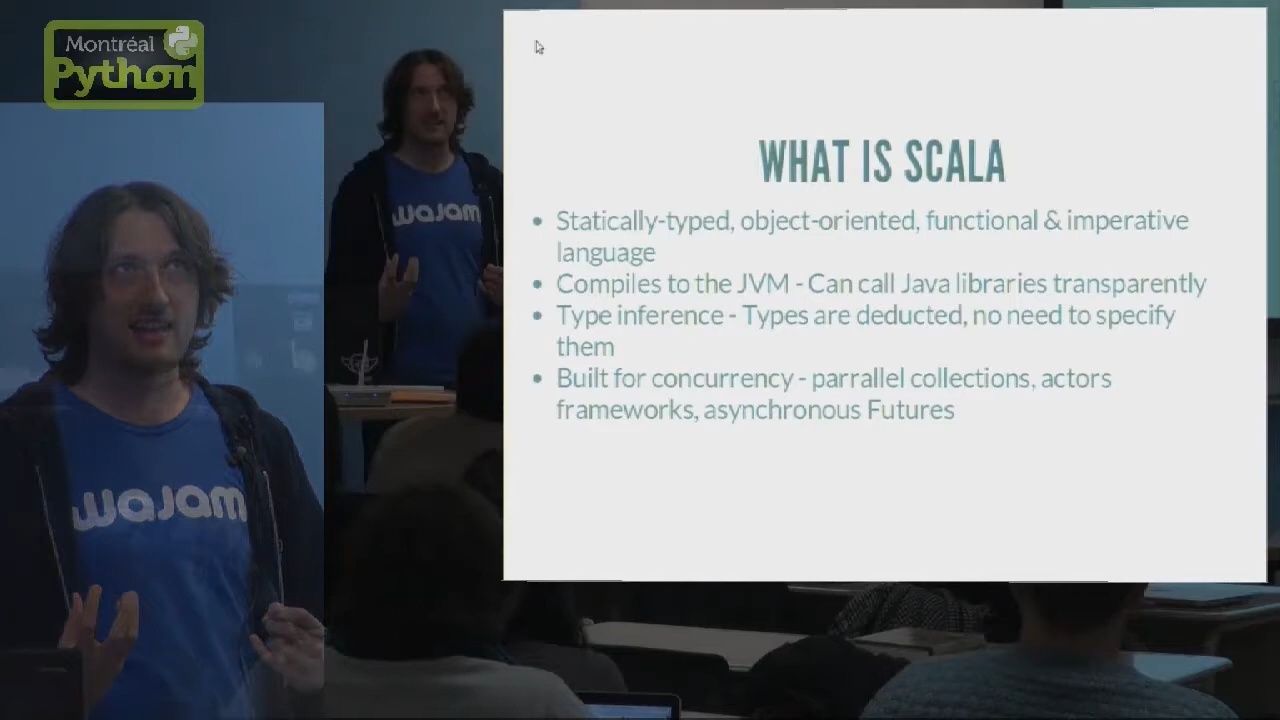 Montréal
Python
WHAT IS SCALA
Statically-typed, object-oriented, functional & imperative
language
Compiles to the JVM - Can call Java libraries transparently
Type inference - Types are deducted, no need to specify
them
Built for concurrency - parrallel collections, actors
frameworks, asynchronous Futures
wajam
wajam